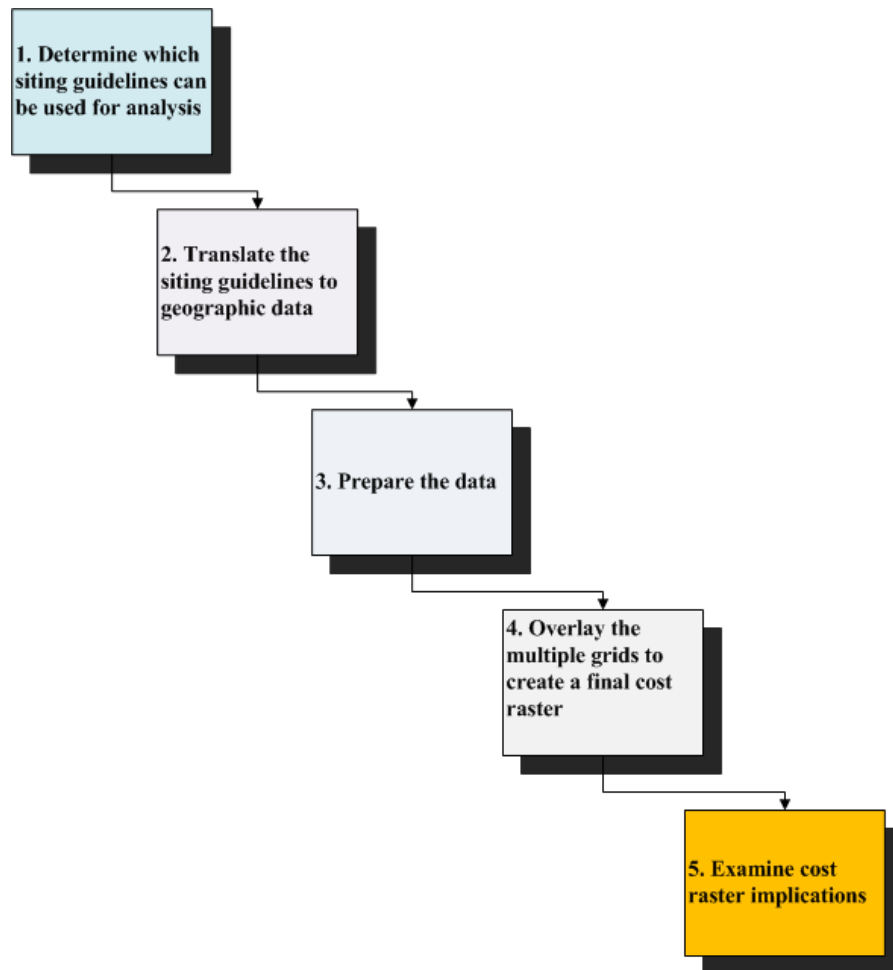 1. Determine which
siting guidelines can
be used for analysis
2. Translate the
siting guidelines to
geographic data
3. Prepare the data
4. Overlay the
multiple grids to
create a final cost
raster
5. Examine cost
raster implications